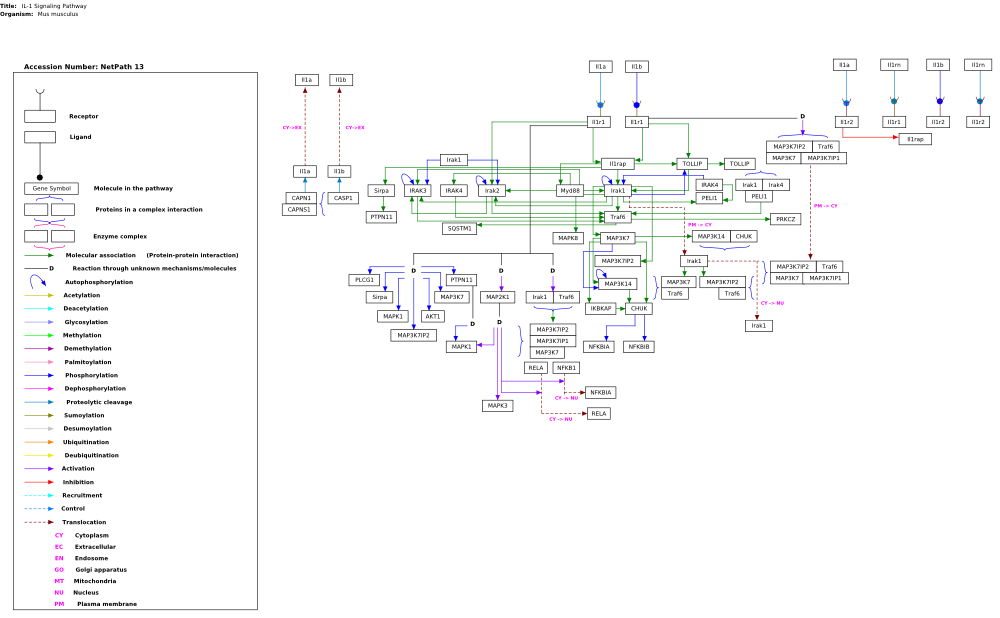 Title: IL-1 Signaling Pathway
Organism: Mus musculus
Accession Number: NetPath 13
Receptor
Ligand
Gene Symbol Molecule in the pathway
Proteins in a complex interaction
Enzyme complex
Molecular association (Protein-protein interaction)
D Reaction through unknown mechanisms/molecules
Autophosphorylation
Acetylation
Deacetylation
Glycosylation
Methylation
Demethylation
Palmitoylation
Phosphorylation
Dephosphorylation
Proteolytic cleavage
Sumoylation
Desumoylation
Ubiquitination
Deubiquitination
Activation
Inhibition
Recruitment
Control
Translocation
CY Cytoplasm
EC Extracellular
EN Endosome
GO Golgi apparatus
MT Mitochondria
NU Nucleus
PM Plasma membrane
Il1a Il1b
CY->EX CY->EX
Il1a Il1b
CAPN1 CASP1
CAPNS1
Il1a Il1b
Il1r1 Il1r1
D
Il1a Il1rn Il1b Il1rn
Il1r2 Il1r1 Il1r2 Il1r2
Il1rap
MAP3K7IP2 Traf6
MAP3K7 MAP3K7IP1
Irak1 Il1rap TOLLIP TOLLIP
Sirpa IRAK3 IRAK4 Irak2 Myd88 Irak1 IRAK4 Irak1 Irak4
PELI1 PELI1
PTPN11 Traf6 PRKCZ
SQSTM1 PM -> CY PM -> CY
MAPK8 MAP3K7 MAP3K14 CHUK
MAP3K7IP2 Irak1
MAP3K7IP2 Traf6
MAP3K7 MAP3K7IP1
D D D
PLCG1 PTPN11 MAP3K14 MAP3K7 MAP3K7IP2
Sirpa MAP3K7 MAP2K1 Irak1 Traf6 Traf6 Traf6
CY -> NU
MAPK1 AKT1 IKBKAP CHUK
D D
MAP3K7IP2 MAP3K7IP2 Irak1
MAP3K7IP1
MAPK1 MAP3K7 NFKBIA NFKBIB
RELA NFKB1
NFKBIA
CY -> NU
MAPK3 RELA
CY -> NU